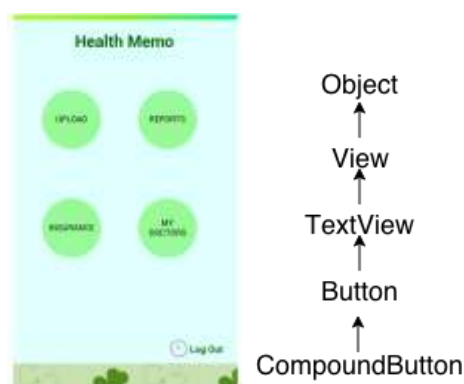 Health Memo
UPLOAD
REPORTS
INSURANCE
MY
DOCTORS
Log Out
Object
View
TextView
Button
CompoundButton